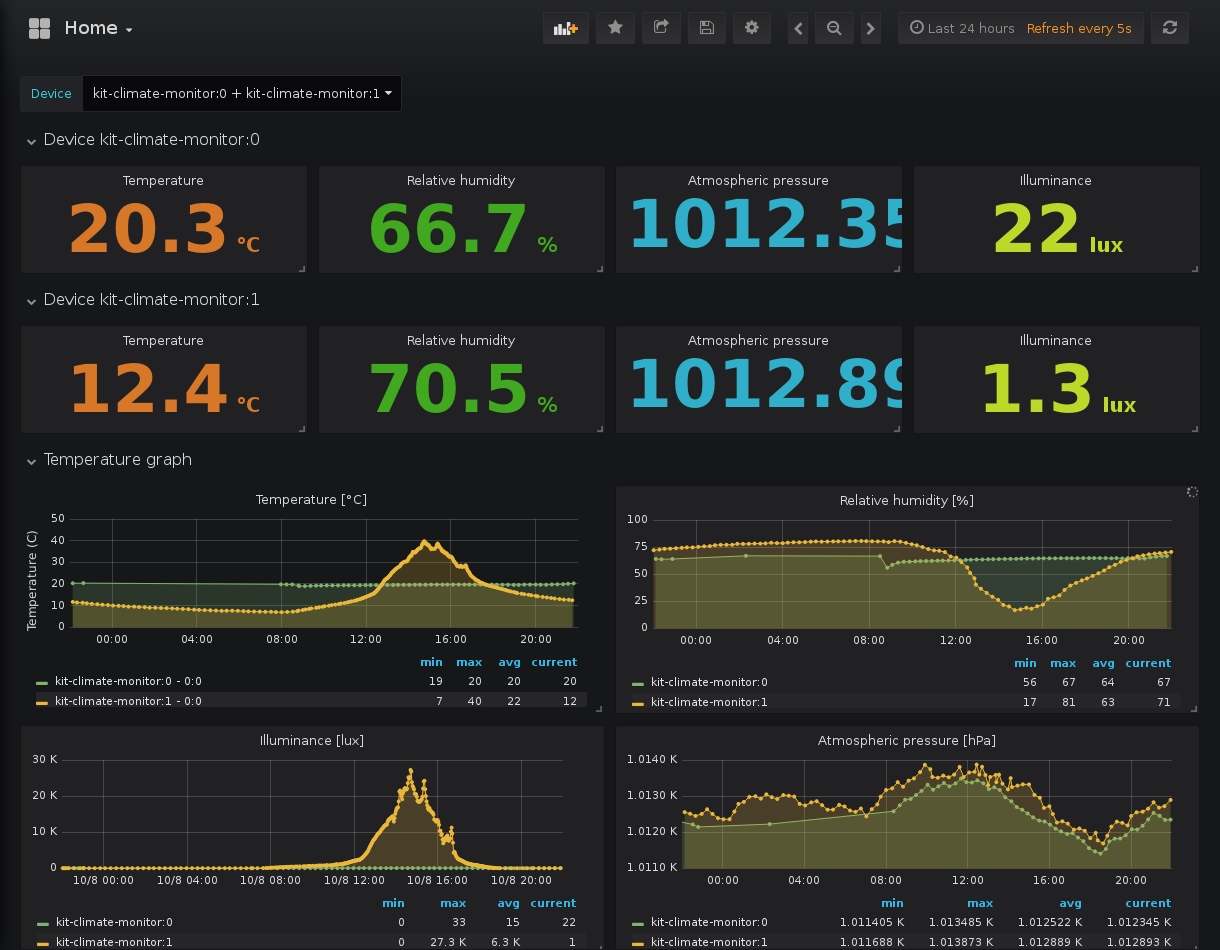 Home
Last 24 hours Refresh every 5s
Device kit-climate-monitor:0 + kit-climate-monitor:1
Device kit-climate-monitor:0
Temperature Relative humidity Atmospheric pressure Illuminance
20.3 °C 66.7 % 1012.35 22 lux
Device kit-climate-monitor:1
Temperature Relative humidity Atmospheric pressure Illuminance
12.4 °C 70.5 % 1012.89 1.3 lux
Temperature graph
Temperature [°C]
Temperature (C)
50
40
30
20
10
0
00:00 04:00 08:00 12:00 16:00 20:00
min max avg current
kit-climate-monitor:0 - 0:0 19 20 20 20
kit-climate-monitor:1 - 0:0 7 40 22 12
Relative humidity [%]
100
75
50
25
0
00:00 04:00 08:00 12:00 16:00 20:00
min max avg current
kit-climate-monitor:0 56 67 64 67
kit-climate-monitor:1 17 81 63 71
Illuminance [lux]
30 K
20 K
10 K
0
10/8 00:00 10/8 04:00 10/8 08:00 10/8 12:00 10/8 16:00 10/8 20:00
min max avg current
kit-climate-monitor:0 0 33 15 22
kit-climate-monitor:1 0 27.3 K 6.3 K 1
Atmospheric pressure [hPa]
1.0140 K
1.0130 K
1.0120 K
1.0110 K
00:00 04:00 08:00 12:00 16:00 20:00
min max avg current
kit-climate-monitor:0 1.011405 K 1.013485 K 1.012522 K 1.012345 K
kit-climate-monitor:1 1.011688 K 1.013873 K 1.012889 K 1.012893 K